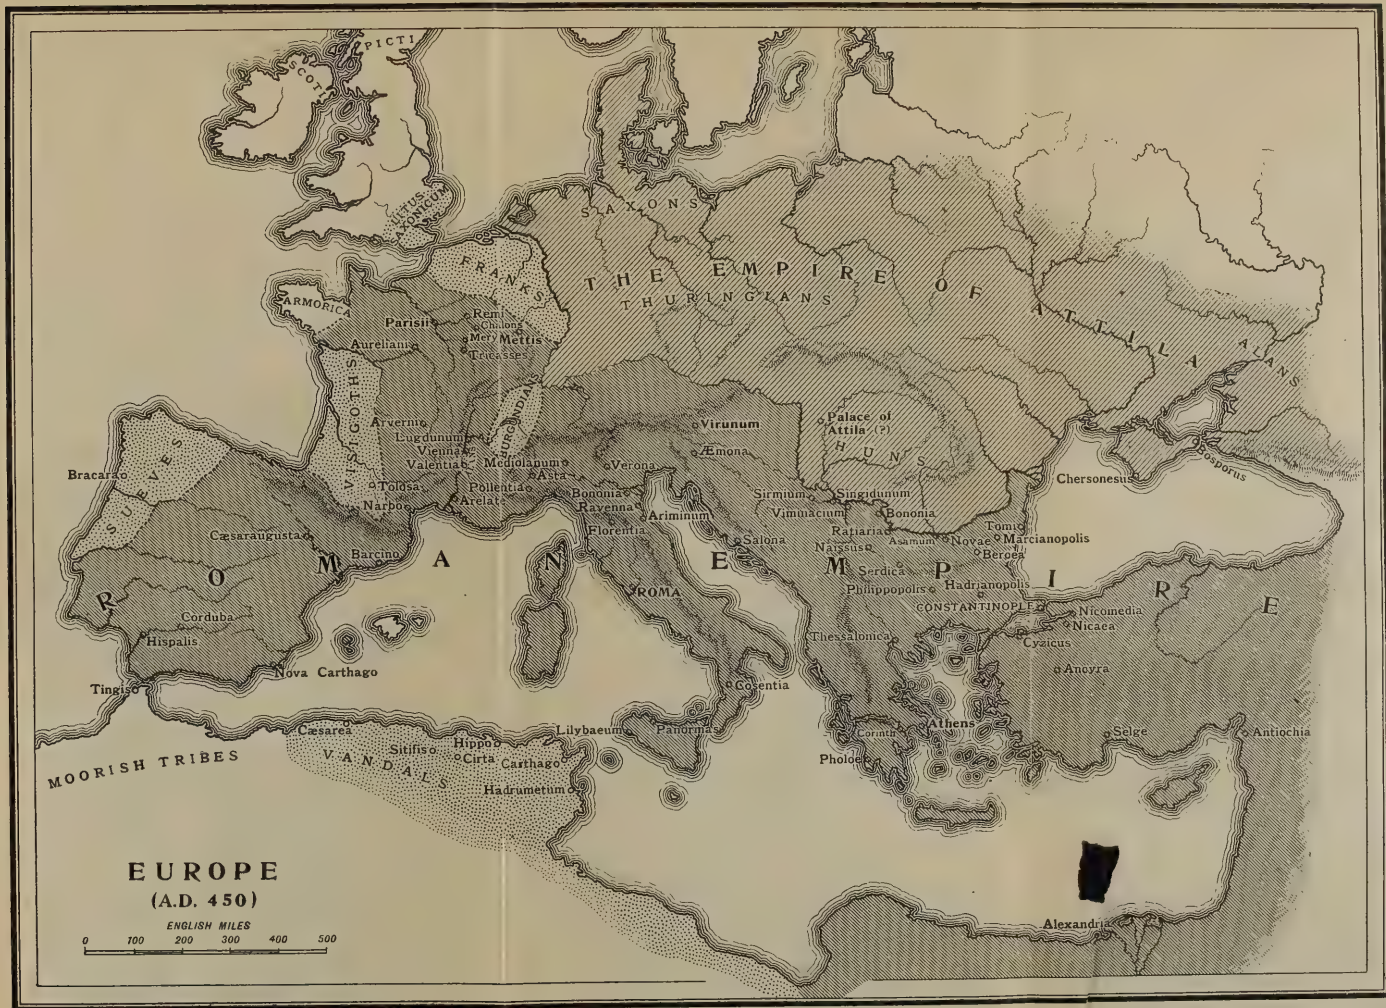 PICTI
SCOTI
LITUS
SAXONICUM
SAXONS
FRANKS
THE EMPIRE OF ATTILA
THURINGIANS
ARMORICA
Parisii
Remi
Chalons
Mery
Mettis
Aureliani
Tricasses
ALANS
VISIGOTHS
BURGUNDIANS
Arverni
Lugdunum
Vienna
Valentia
Virunum
Palace of
Attila (?)
HUNS
Æmona
Mediolanum
Verona
Asta
Bracara
SUEVES
Tolosa
Pollentia
Arelat
Narbo
Bononia
Ravenna
Ariminum
Florentia
Sirmium
Singidunum
Viminacium
Bononia
Chersonesus
Bosporus
Cæsaraugusta
Barcino
Salona
Ratiaria
Naissus
Asamum
Novae
Tomi
Marcianopolis
Beroea
ROMAN EMPIRE
Serdica
Philippopolis
Hadrianopolis
ROMA
CONSTANTINOPLE
Nicomedia
Nicaea
Cyzicus
Corduba
Hispalis
Thessalonica
Ancyra
Nova Carthago
Tingis
Cosentia
Cæsarea
Sitifis
Hippo
Cirta
Carthago
Lilybaeum
Panormas
Athens
Corinth
Selge
Antiochia
MOORISH TRIBES
VANDALS
Hadrumetum
Pholoe
EUROPE
(A.D. 450)
ENGLISH MILES
0 100 200 300 400 500
Alexandria